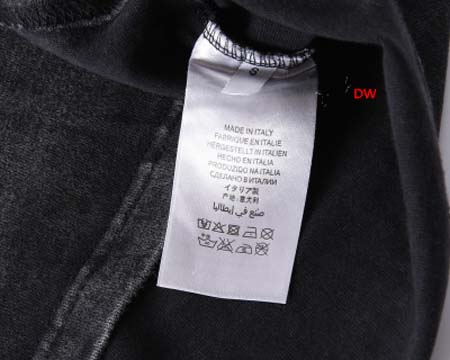 S
DW
MADE IN ITALY
FABRIQUE EN ITALIE
HERGESTELLT IN ITALIEN
HECHO EN ITALIA
PRODUZIDO NA ITALIA
СДЕЛАНО В ИТАЛИИ
イタリア製
产地:意大利
صنع في إيطاليا